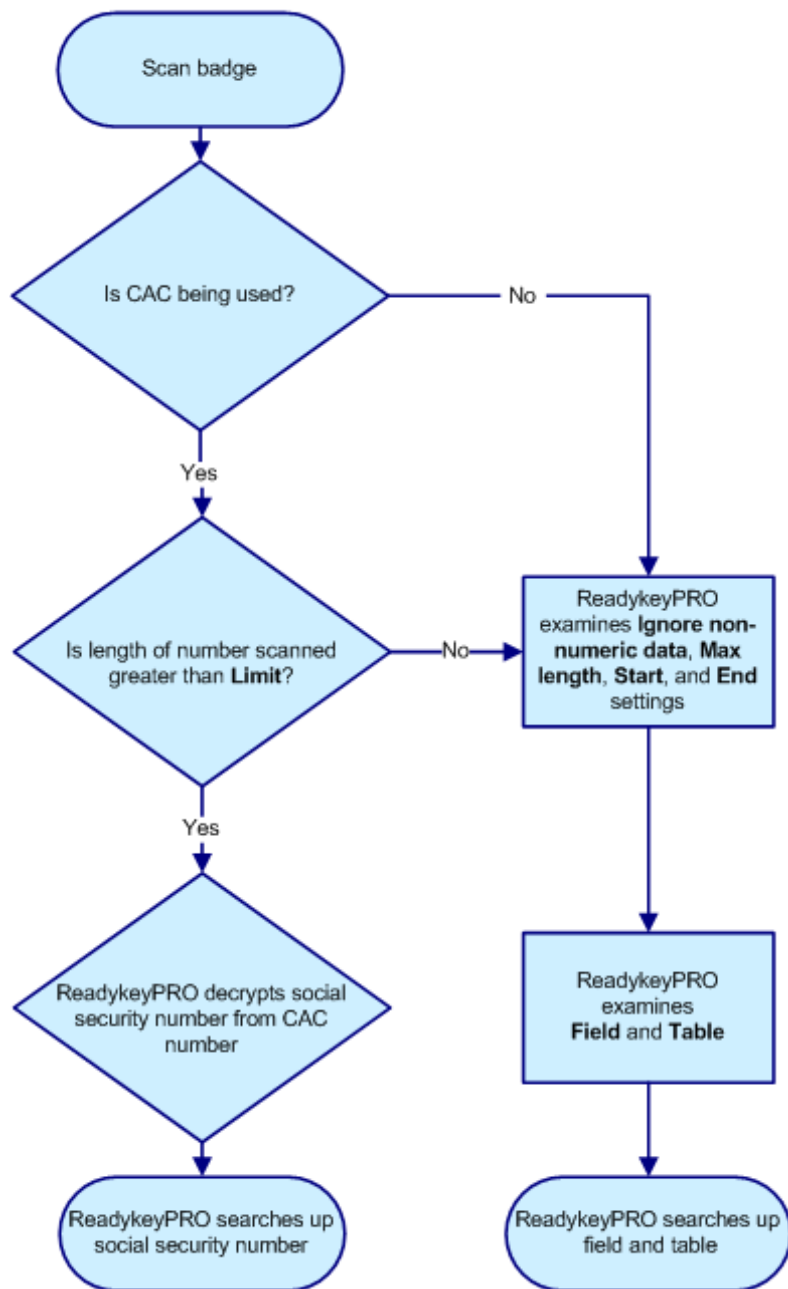 Scan badge
Is CAC being used?
No
Yes
Is length of number scanned
greater than Limit?
No
ReadykeyPRO
examines Ignore non-
numeric data, Max
length, Start, and End
settings
Yes
ReadykeyPRO decrypts social
security number from CAC
number
ReadykeyPRO
examines
Field and Table
ReadykeyPRO searches up
social security number
ReadykeyPRO searches up
field and table